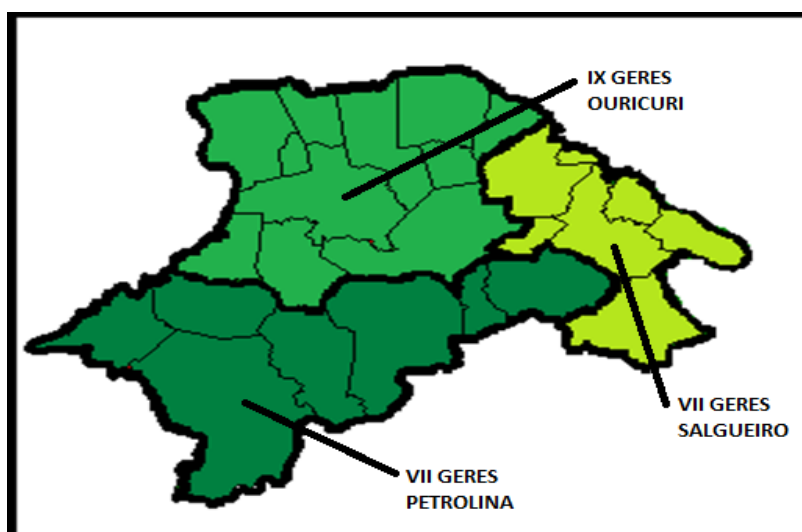 IX GERES
OURICURI
VII GERES
SALGUEIRO
VII GERES
PETROLINA